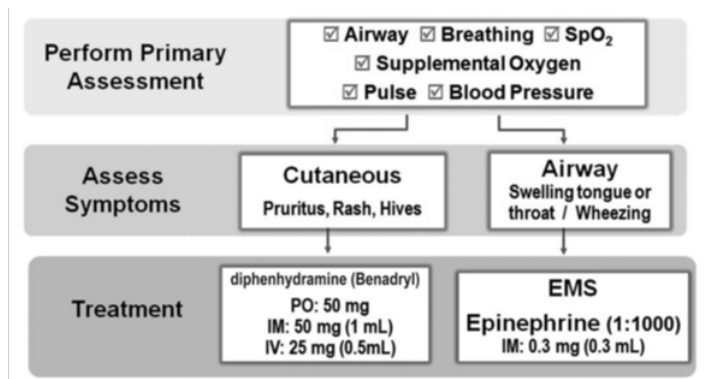 Perform Primary
Assessment
☑ Airway ☑ Breathing ☑ SpO₂
☑ Supplemental Oxygen
☑ Pulse ☑ Blood Pressure
Assess
Symptoms
Cutaneous
Pruritus, Rash, Hives
Airway
Swelling tongue or
throat / Wheezing
Treatment
diphenhydramine (Benadryl)
PO: 50 mg
IM: 50 mg (1 mL)
IV: 25 mg (0.5mL)
EMS
Epinephrine (1:1000)
IM: 0.3 mg (0.3 mL)